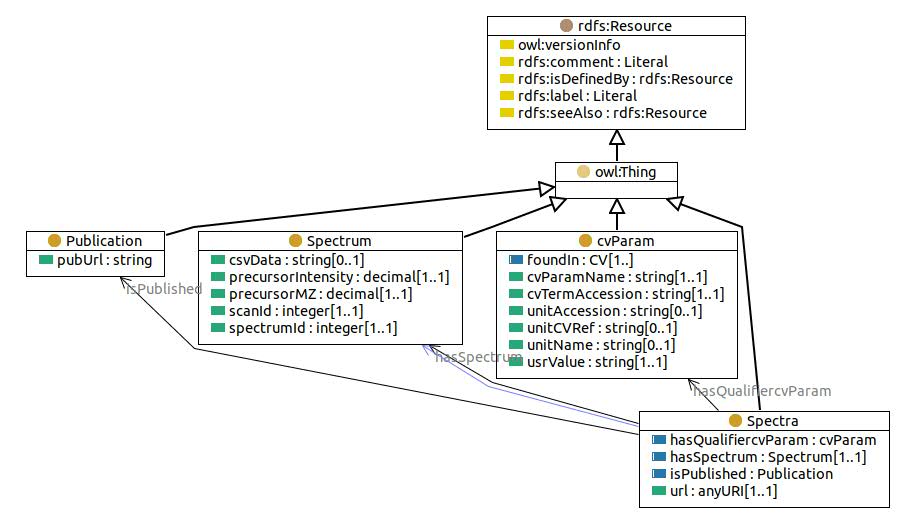 rdfs:Resource
owl:versionInfo
rdfs:comment : Literal
rdfs:isDefinedBy : rdfs:Resource
rdfs:label : Literal
rdfs:seeAlso : rdfs:Resource
owl:Thing
Publication
pubUrl : string
Spectrum
csvData : string[0..1]
precursorIntensity : decimal[1..1]
precursorMZ : decimal[1..1]
scanId : integer[1..1]
spectrumId : integer[1..1]
cvParam
foundIn : CV[1..]
cvParamName : string[1..1]
cvTermAccession : string[1..1]
unitAccession : string[0..1]
unitCVRef : string[0..1]
unitName : string[0..1]
usrValue : string[1..1]
isPublished
hasSpectrum
hasQualifiercvParam
Spectra
hasQualifiercvParam : cvParam
hasSpectrum : Spectrum[1..1]
isPublished : Publication
url : anyURI[1..1]